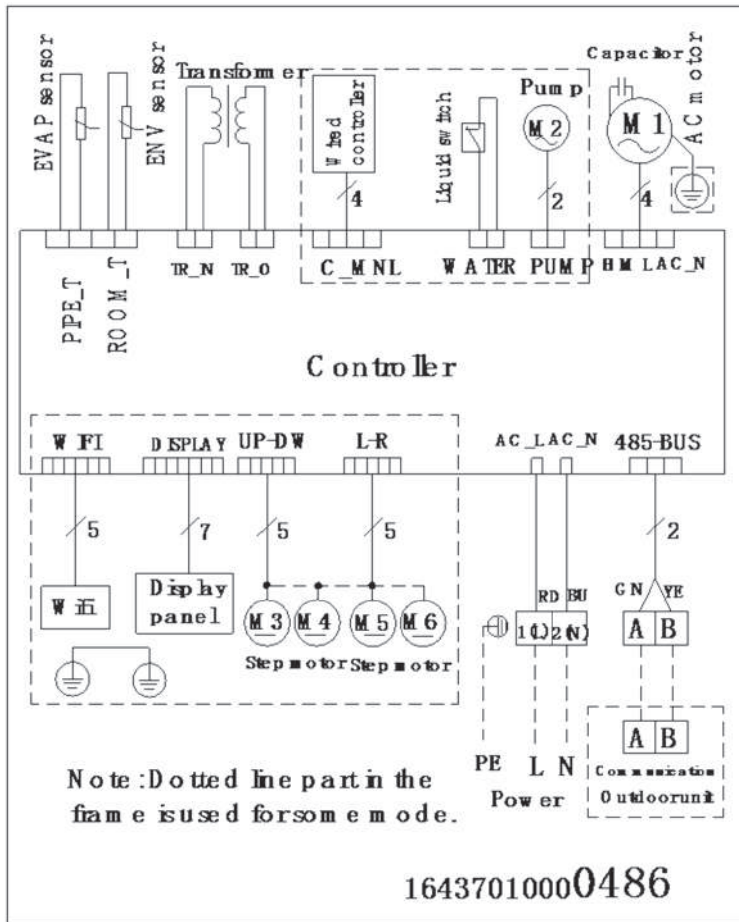 EVAP sensor
ENV sensor
Transformer
Wired controller
Liquid switch
Pump
M2
Capacitor
M1
AC motor
4
2
4
PIPE_T
ROOM_T
TR_IN
TR_O
C_MNL
WATER
PUMP
HMLAC_N
Controller
WIFI
DISPLAY
UP-DW
L-R
AC_L
AC_N
485-BUS
5
7
5
5
2
Wifi
Display panel
M3
M4
M5
M6
Step motor
Step motor
RD
BU
1(L)
2(N)
GN
YE
A
B
A
B
PE
L
N
Power
Communication
Outdoor unit
Note:Dotted line part in the
frame is used for some mode.
16437010000486